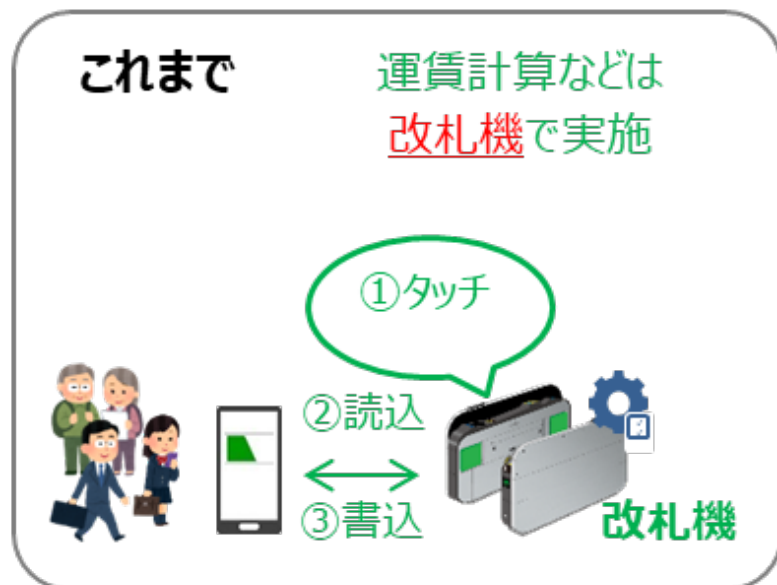 これまで
運賃計算などは
改札機で実施
①タッチ
②読込
③書込
改札機